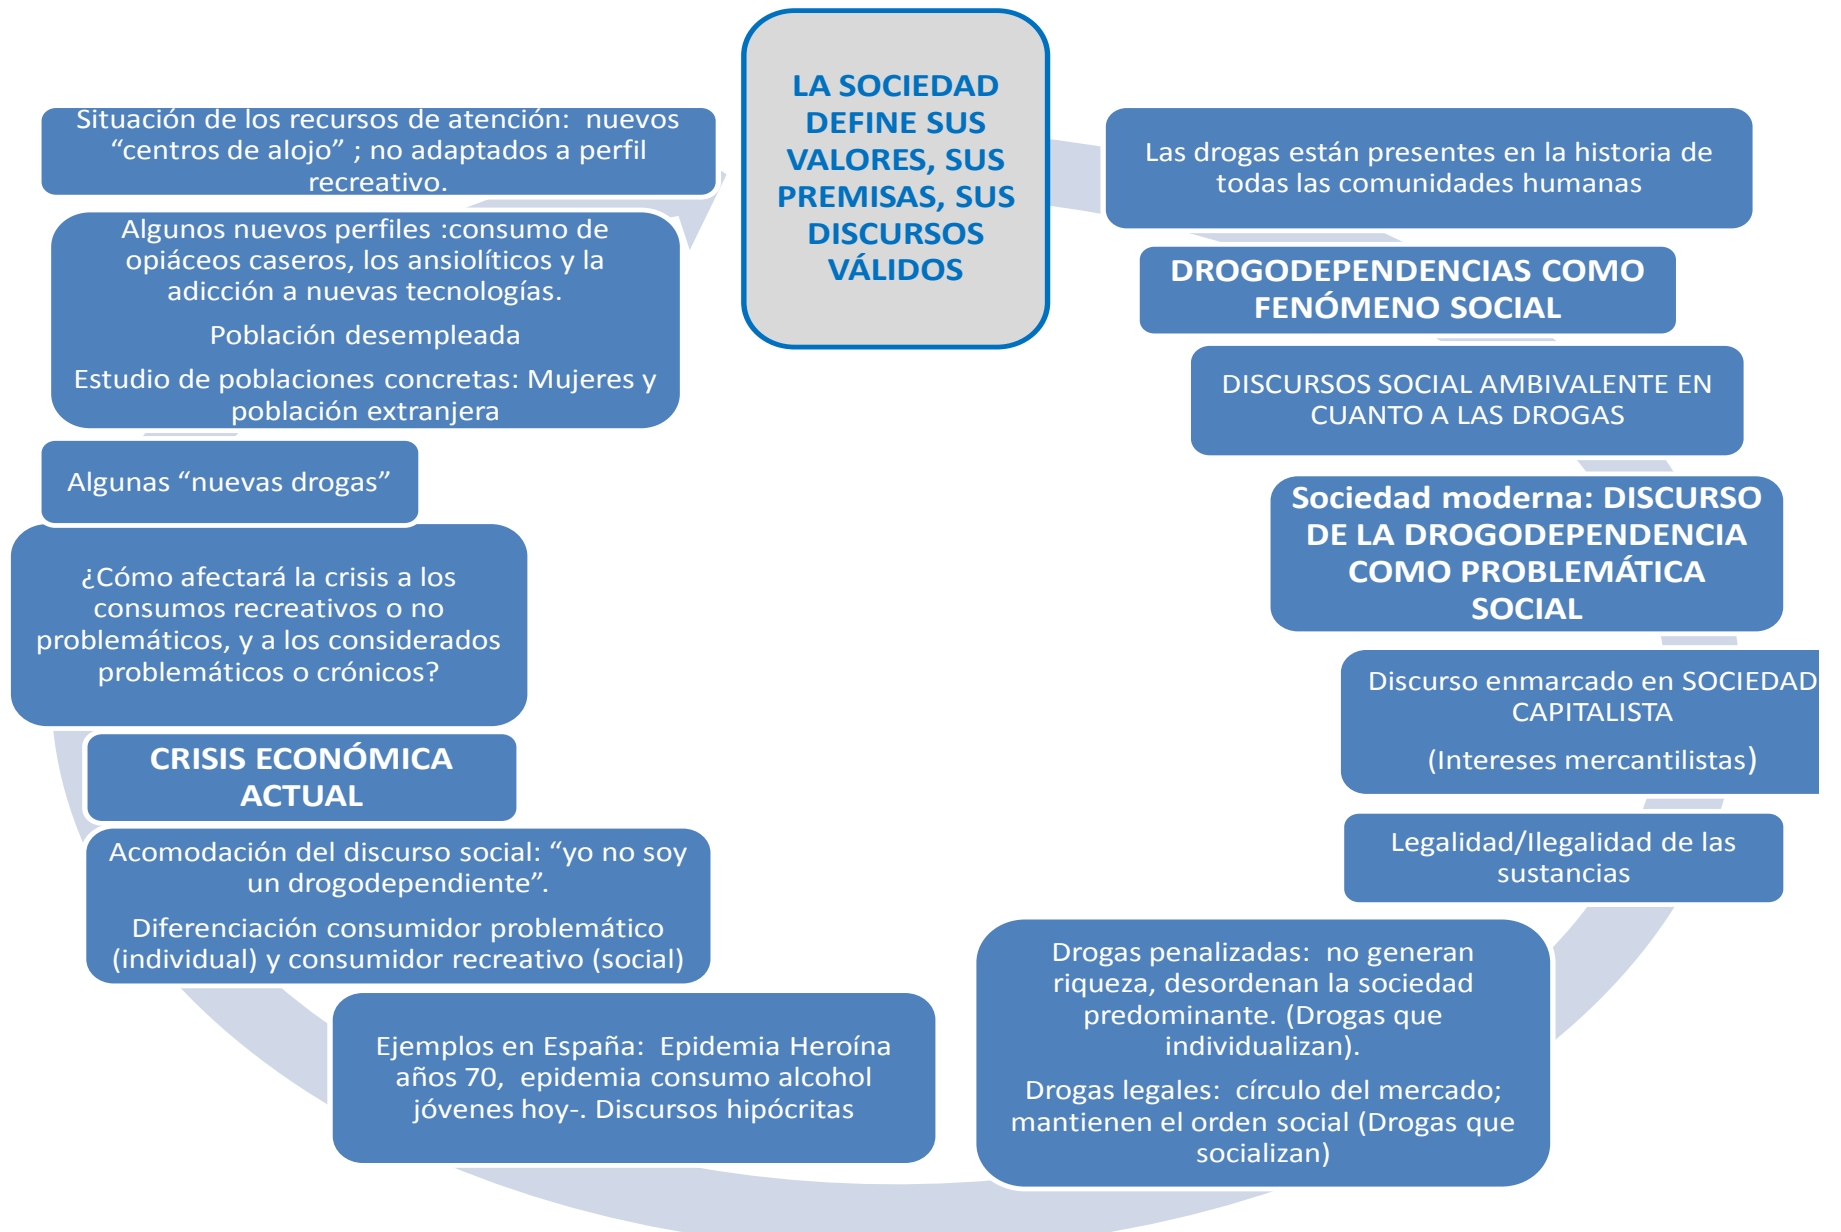 LA SOCIEDAD
DEFINE SUS
VALORES, SUS
PREMISAS, SUS
DISCURSOS
VÁLIDOS
Las drogas están presentes en la historia de
todas las comunidades humanas
DROGODEPENDENCIAS COMO
FENÓMENO SOCIAL
DISCURSOS SOCIAL AMBIVALENTE EN
CUANTO A LAS DROGAS
Sociedad moderna: DISCURSO
DE LA DROGODEPENDENCIA
COMO PROBLEMÁTICA
SOCIAL
Discurso enmarcado en SOCIEDAD
CAPITALISTA
(Intereses mercantilistas)
Legalidad/Ilegalidad de las
sustancias
Drogas penalizadas: no generan
riqueza, desordenan la sociedad
predominante. (Drogas que
individualizan).
Drogas legales: círculo del mercado;
mantienen el orden social (Drogas que
socializan)
Ejemplos en España: Epidemia Heroína
años 70, epidemia consumo alcohol
jóvenes hoy-. Discursos hipócritas
Acomodación del discurso social: “yo no soy
un drogodependiente”.
Diferenciación consumidor problemático
(individual) y consumidor recreativo (social)
CRISIS ECONÓMICA
ACTUAL
¿Cómo afectará la crisis a los
consumos recreativos o no
problemáticos, y a los considerados
problemáticos o crónicos?
Algunas “nuevas drogas”
Algunos nuevos perfiles :consumo de
opiáceos caseros, los ansiolíticos y la
adicción a nuevas tecnologías.
Población desempleada
Estudio de poblaciones concretas: Mujeres y
población extranjera
Situación de los recursos de atención: nuevos
“centros de alojo” ; no adaptados a perfil
recreativo.